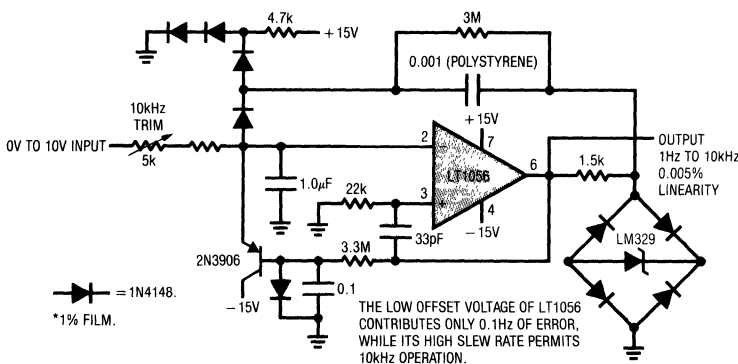 4.7k
+15V
3M
0.001 (POLYSTYRENE)
10kHz
TRIM
0V TO 10V INPUT
5k
+15V
2
7
−
LT1056
6
3
+
4
−15V
1.0µF
22k
33pF
1.5k
OUTPUT
1Hz TO 10kHz
0.005%
LINEARITY
LM329
2N3906
3.3M
−15V
0.1
= 1N4148.
*1% FILM.
THE LOW OFFSET VOLTAGE OF LT1056
CONTRIBUTES ONLY 0.1Hz OF ERROR,
WHILE ITS HIGH SLEW RATE PERMITS
10kHz OPERATION.